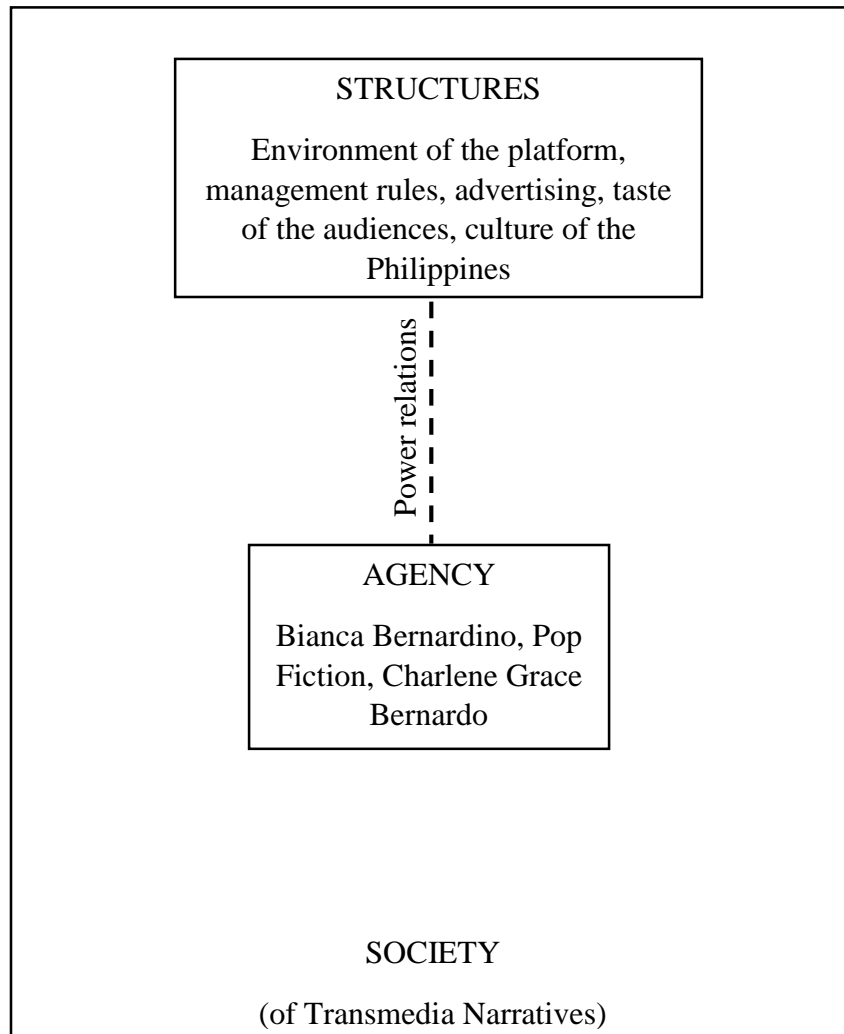 STRUCTURES
Environment of the platform,
management rules, advertising, taste
of the audiences, culture of the
Philippines
Power relations
AGENCY
Bianca Bernardino, Pop
Fiction, Charlene Grace
Bernardo
SOCIETY
(of Transmedia Narratives)